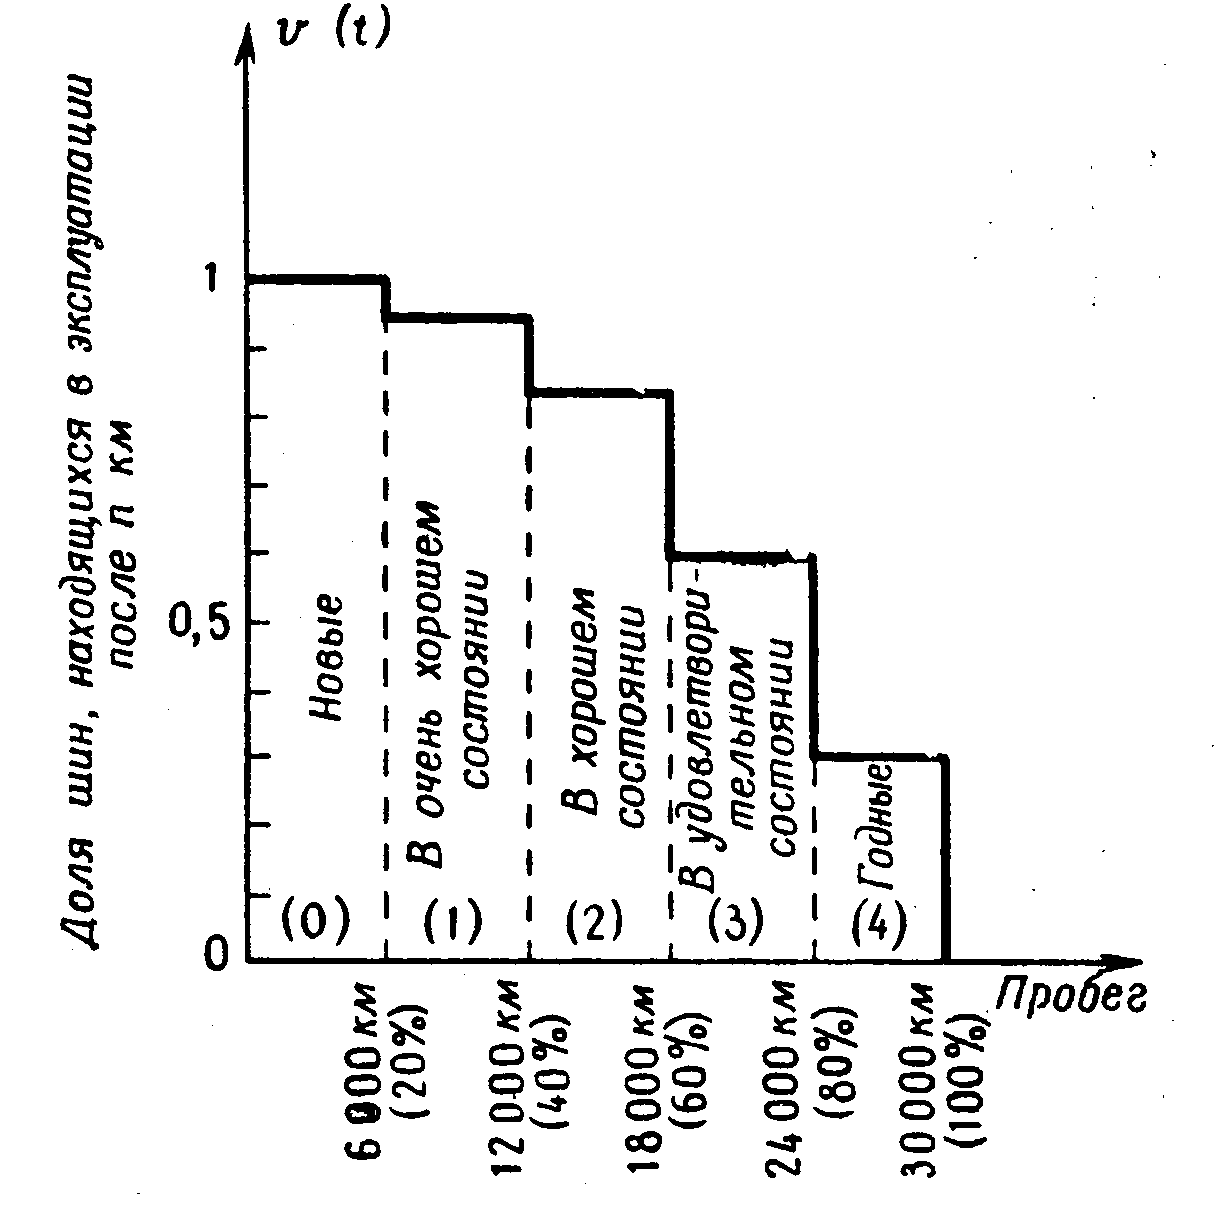 υ (t)
Доля шин, находящихся в эксплуатации
после п км
1
0,5
0
Новые
(0)
В очень хорошем
состоянии
(1)
В хорошем
состоянии
(2)
В удовлетвори-
тельном
состоянии
(3)
Годные
(4)
Пробег
6 000 км
(20%)
12 000 км
(40%)
18 000 км
(60%)
24 000 км
(80%)
30 000 км
(100%)